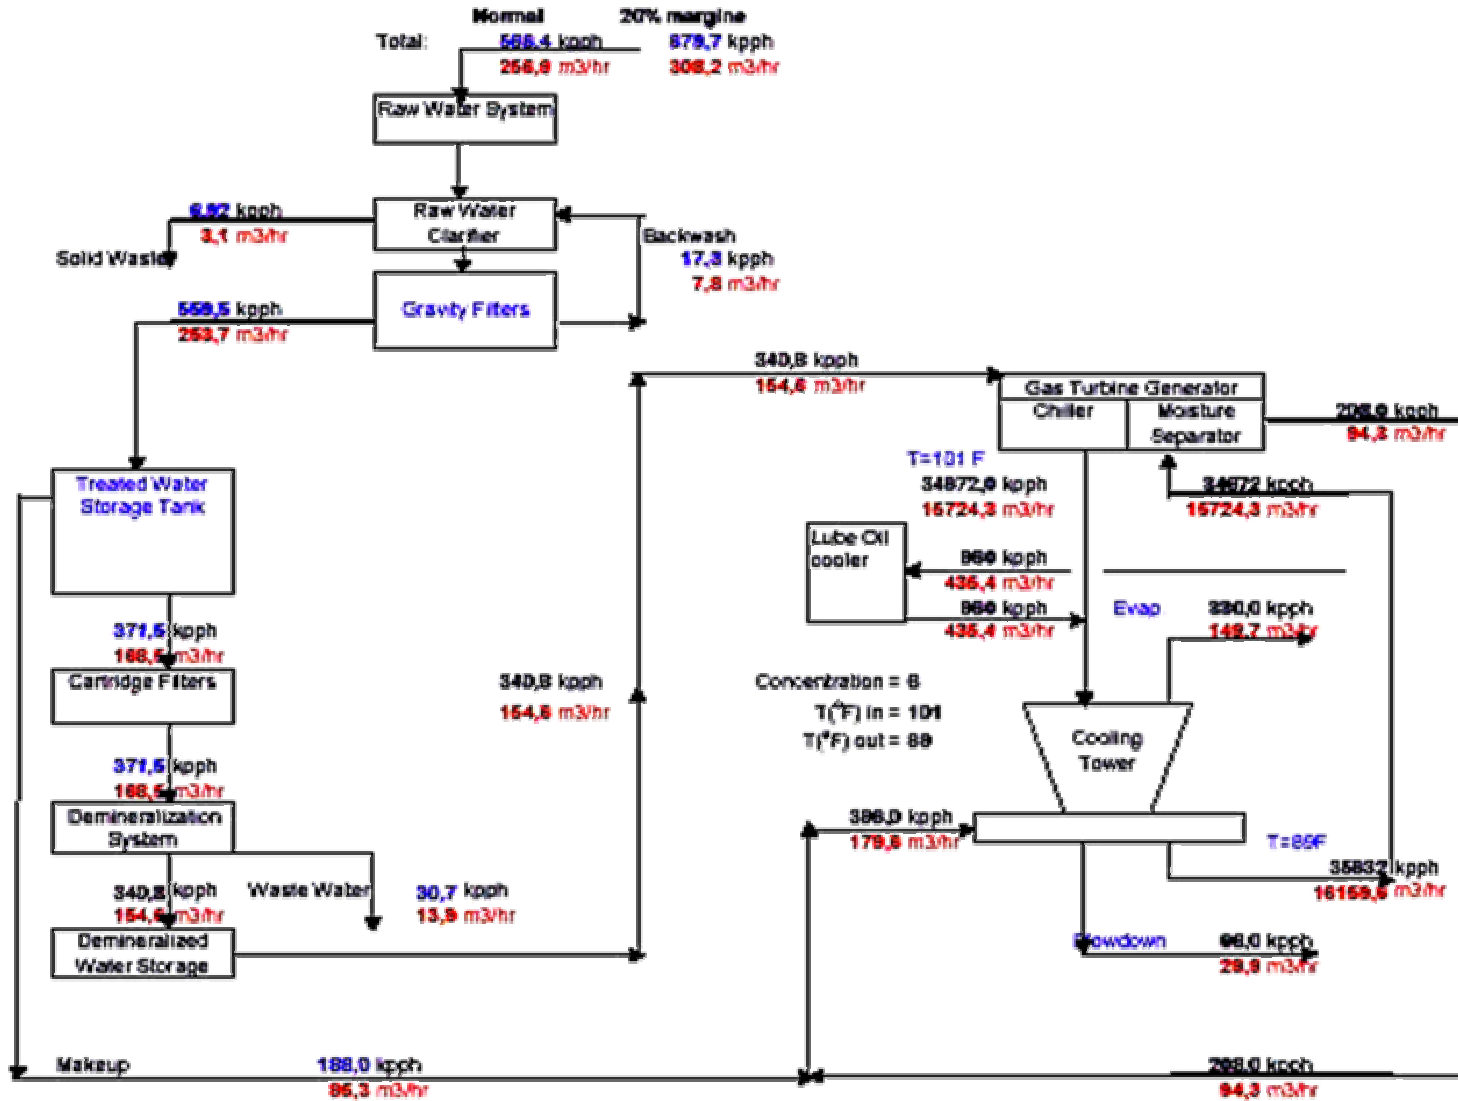 Normal 20% margine
Total: 566,4 kpph 679,7 kpph
256,9 m3/hr 308,2 m3/hr
Raw Water System
6,92 kpph
3,1 m3/hr
Solid Waste
Raw Water
Clarifier
Backwash
17,3 kpph
7,8 m3/hr
Gravity Filters
559,5 kpph
253,7 m3/hr
340,8 kpph
154,6 m3/hr
Gas Turbine Generator
Chiller
Moisture
Separator
208,0 kpph
94,3 m3/hr
T=101 F
34872,0 kpph
15724,3 m3/hr
34872 kpph
15724,3 m3/hr
Treated Water
Storage Tank
Lube Oil
cooler
960 kpph
435,4 m3/hr
960 kpph
435,4 m3/hr
Evap
330,0 kpph
149,7 m3/hr
371,5 kpph
168,5 m3/hr
Cartridge Filters
340,8 kpph
154,6 m3/hr
Concentration = 6
T(°F) in = 101
T(°F) out = 89
Cooling
Tower
371,5 kpph
168,5 m3/hr
Demineralization
System
396,0 kpph
179,6 m3/hr
T=89F
35832 kpph
16159,6 m3/hr
340,8 kpph
154,6 m3/hr
Waste Water
30,7 kpph
13,9 m3/hr
Demineralized
Water Storage
Blowdown
66,0 kpph
29,9 m3/hr
Makeup
188,0 kpph
85,3 m3/hr
208,0 kpph
94,3 m3/hr